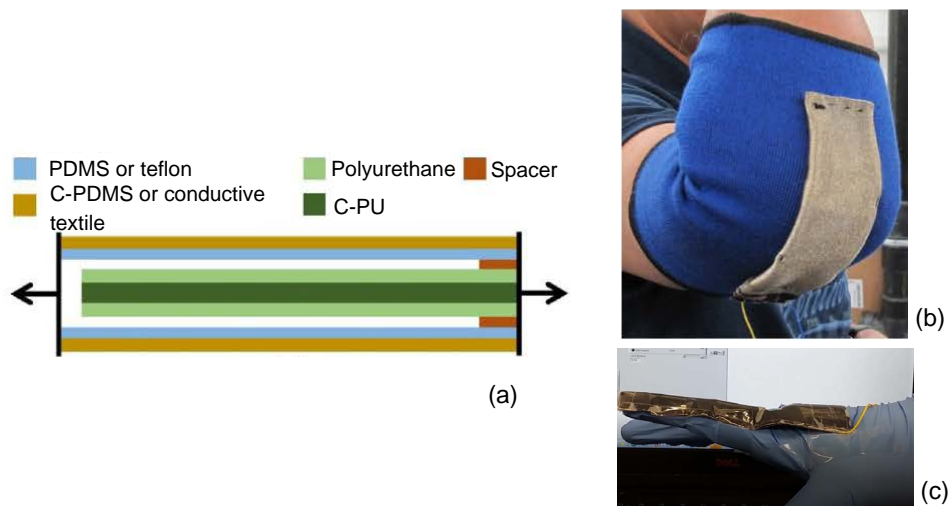 PDMS or teflon
C-PDMS or conductive
textile
Polyurethane
Spacer
C-PU
(a)
(b)
(c)